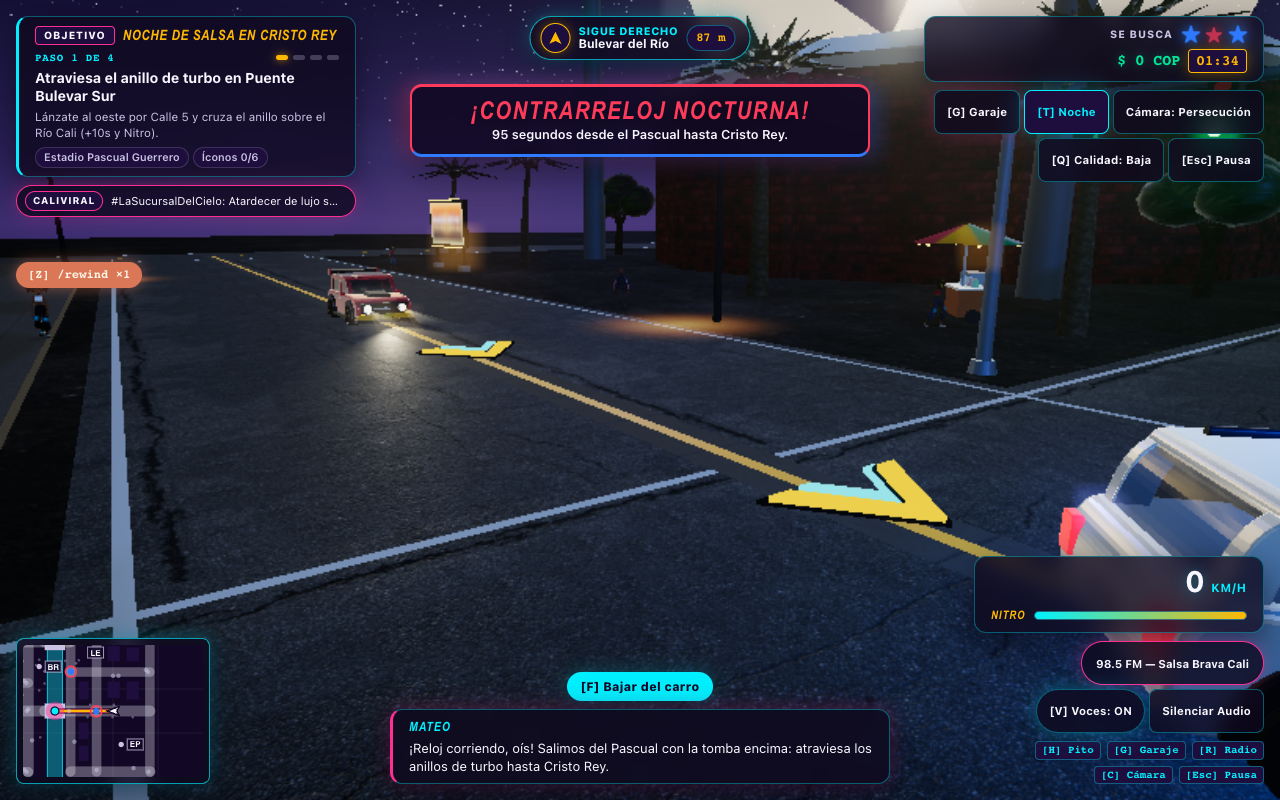 OBJETIVO NOCHE DE SALSA EN CRISTO REY
PASO 1 DE 4
Atraviesa el anillo de turbo en Puente
Bulevar Sur
Lánzate al oeste por Calle 5 y cruza el anillo sobre el
Río Cali (+10s y Nitro).
Estadio Pascual Guerrero
Íconos 0/6
CALIVIRAL #LaSucursalDelCielo: Atardecer de lujo s...
[Z] /rewind ×1
SIGUE DERECHO
Bulevar del Río
87 m
¡CONTRARRELOJ NOCTURNA!
95 segundos desde el Pascual hasta Cristo Rey.
SE BUSCA
$ 0 COP 01:34
[G] Garaje
[T] Noche
Cámara: Persecución
[Q] Calidad: Baja
[Esc] Pausa
BR
LE
EP
[F] Bajar del carro
MATEO
¡Reloj corriendo, oís! Salimos del Pascual con la tomba encima: atraviesa los
anillos de turbo hasta Cristo Rey.
0 KM/H
NITRO
98.5 FM — Salsa Brava Cali
[V] Voces: ON
Silenciar Audio
[H] Pito
[G] Garaje
[R] Radio
[C] Cámara
[Esc] Pausa